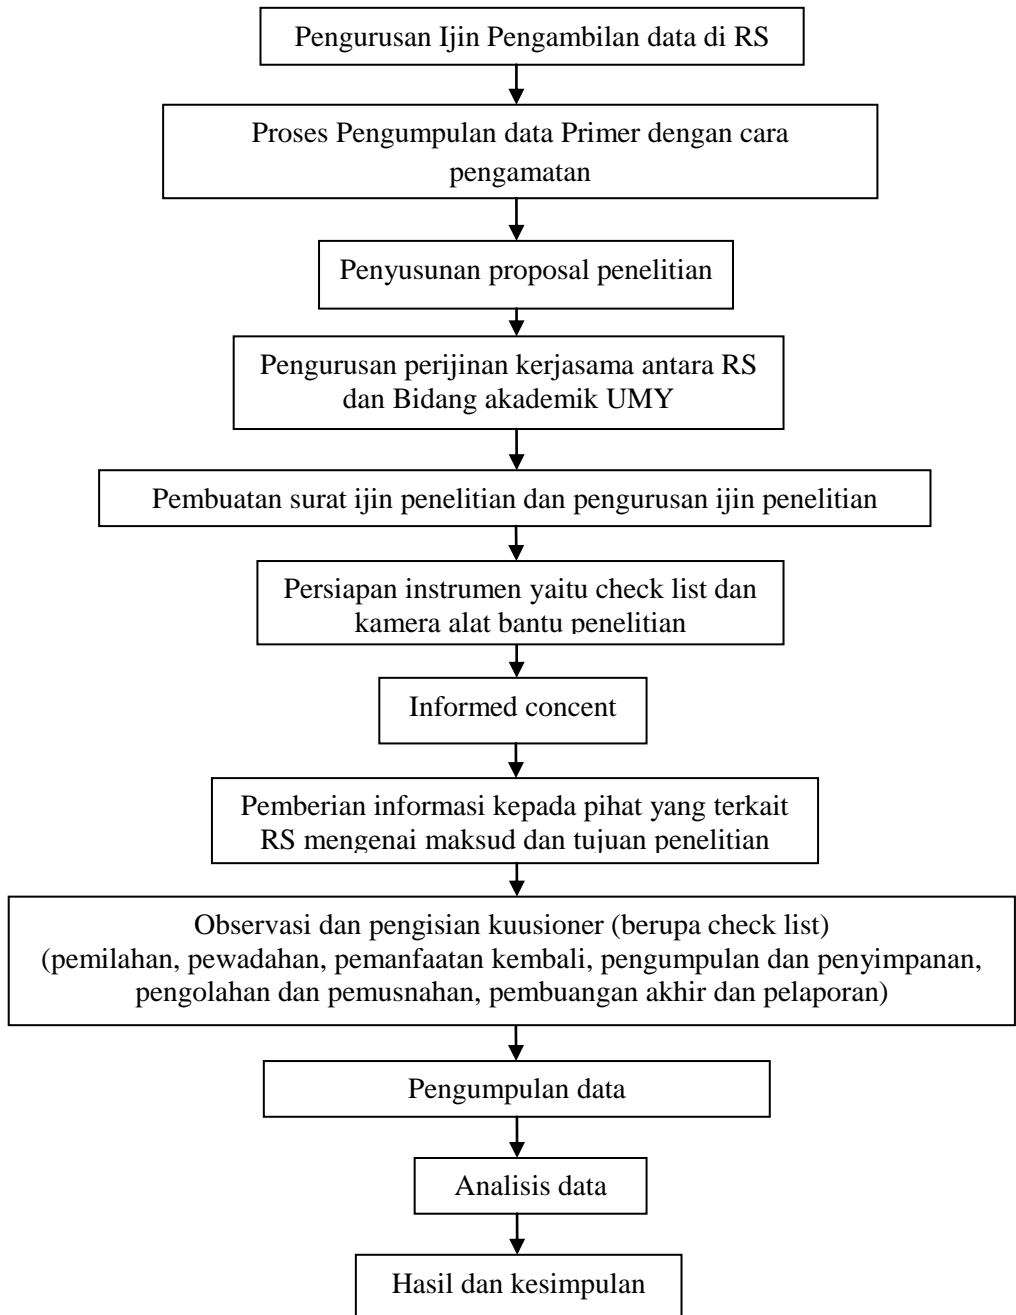 Pengurusan Ijin Pengambilan data di RS
Proses Pengumpulan data Primer dengan cara
pengamatan
Penyusunan proposal penelitian
Pengurusan perijinan kerjasama antara RS
dan Bidang akademik UMY
Pembuatan surat ijin penelitian dan pengurusan ijin penelitian
Persiapan instrumen yaitu check list dan
kamera alat bantu penelitian
Informed concent
Pemberian informasi kepada pihat yang terkait
RS mengenai maksud dan tujuan penelitian
Observasi dan pengisian kuusioner (berupa check list)
(pemilahan, pewadahan, pemanfaatan kembali, pengumpulan dan penyimpanan,
pengolahan dan pemusnahan, pembuangan akhir dan pelaporan)
Pengumpulan data
Analisis data
Hasil dan kesimpulan